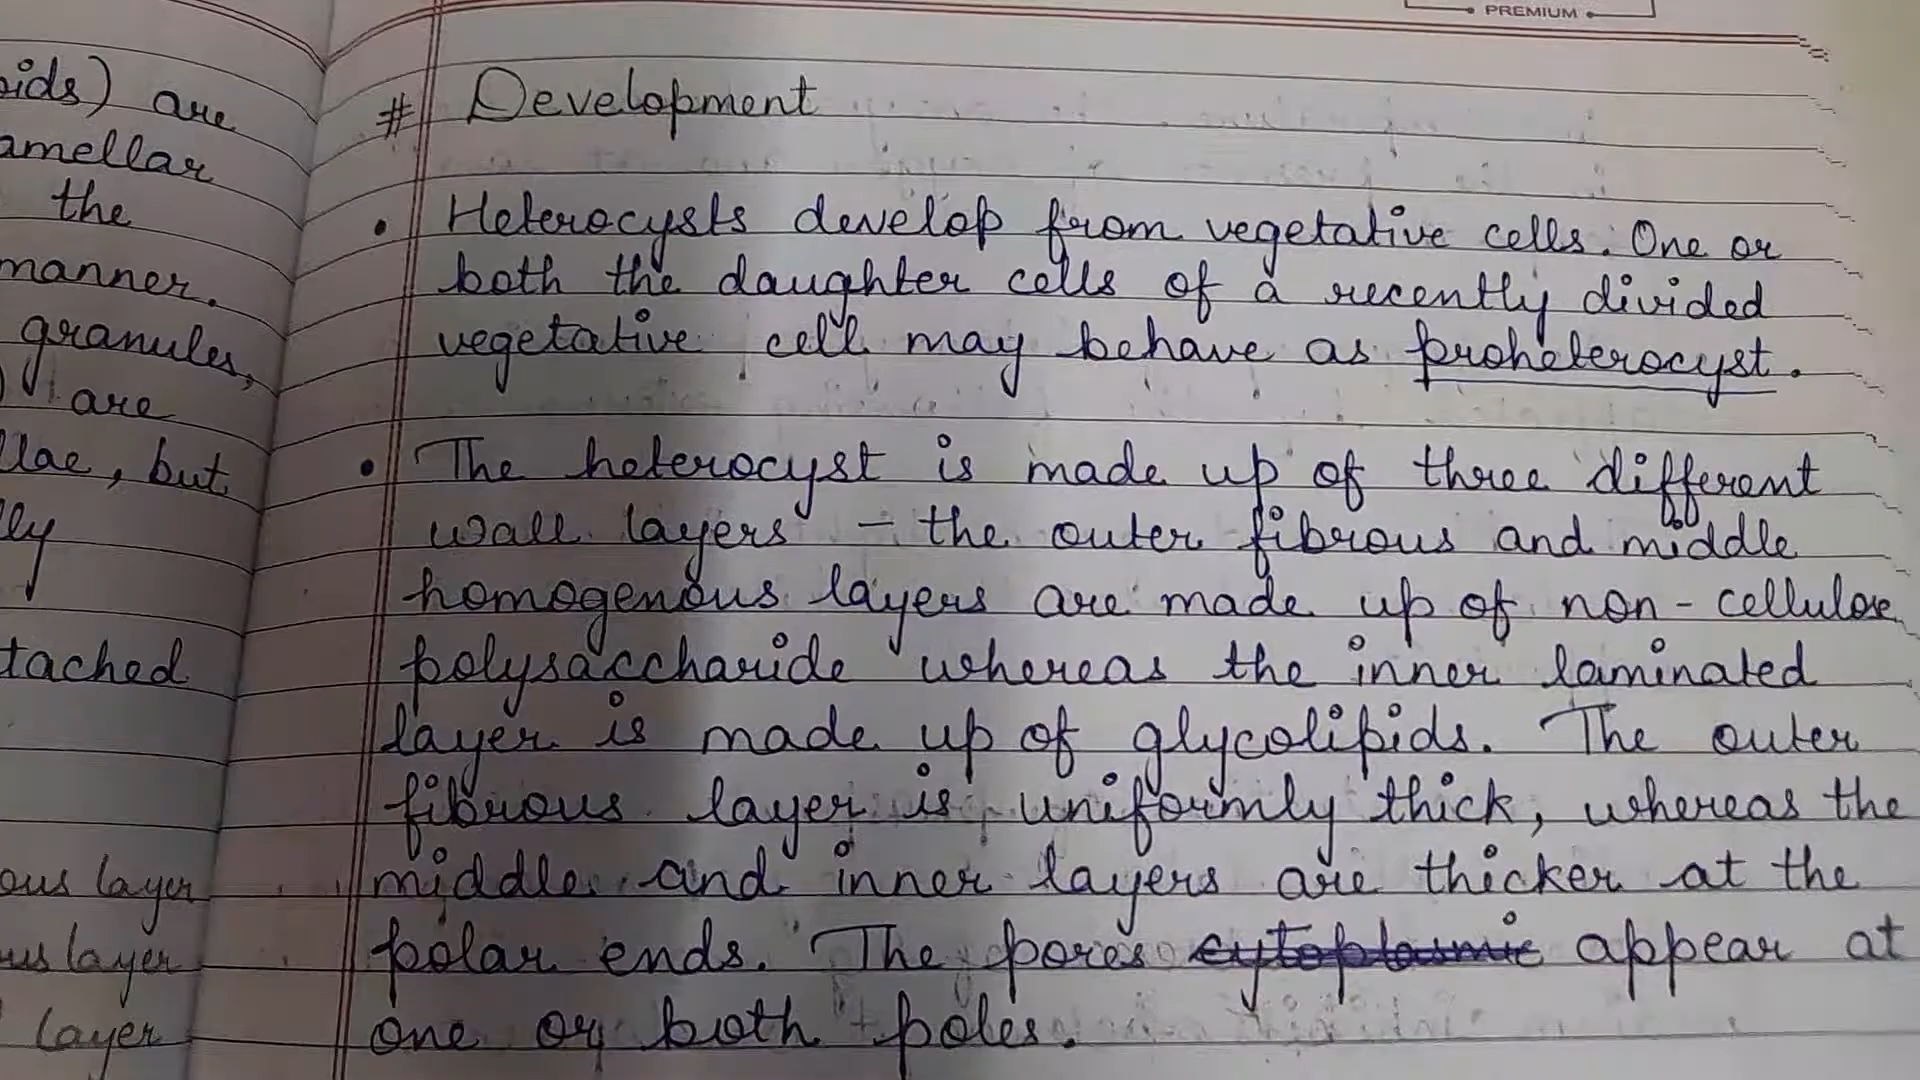 PREMIUM
oids) are
amellar
the
manner.
granules,
) are
llae, but
lly
tached
ous layer
us layer
layer
# Development
• Heterocysts develop from vegetative cells. One or
both the daughter cells of a recently divided
vegetative cell may behave as proheterocyst.
• The heterocyst is made up of three different
wall layers – the outer fibrous and middle
homogenous layers are made up of non-cellulose
polysaccharide whereas the inner laminated
layer is made up of glycolipids. The outer
fibrous layer is uniformly thick, whereas the
middle and inner layers are thicker at the
polar ends. The pores cytoplasmic appear at
one or both poles.